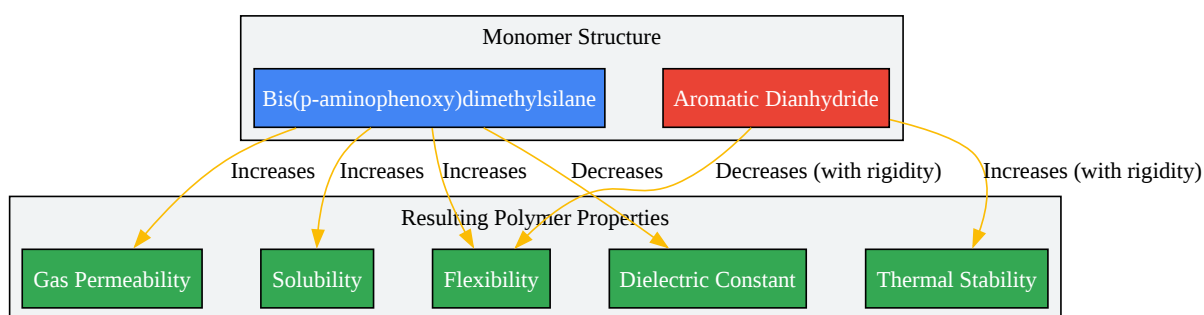 Monomer Structure
Bis(p-aminophenoxy)dimethylsilane
Aromatic Dianhydride
Increases
Increases
Increases
Decreases
Decreases (with rigidity)
Increases (with rigidity)
Resulting Polymer Properties
Gas Permeability
Solubility
Flexibility
Dielectric Constant
Thermal Stability